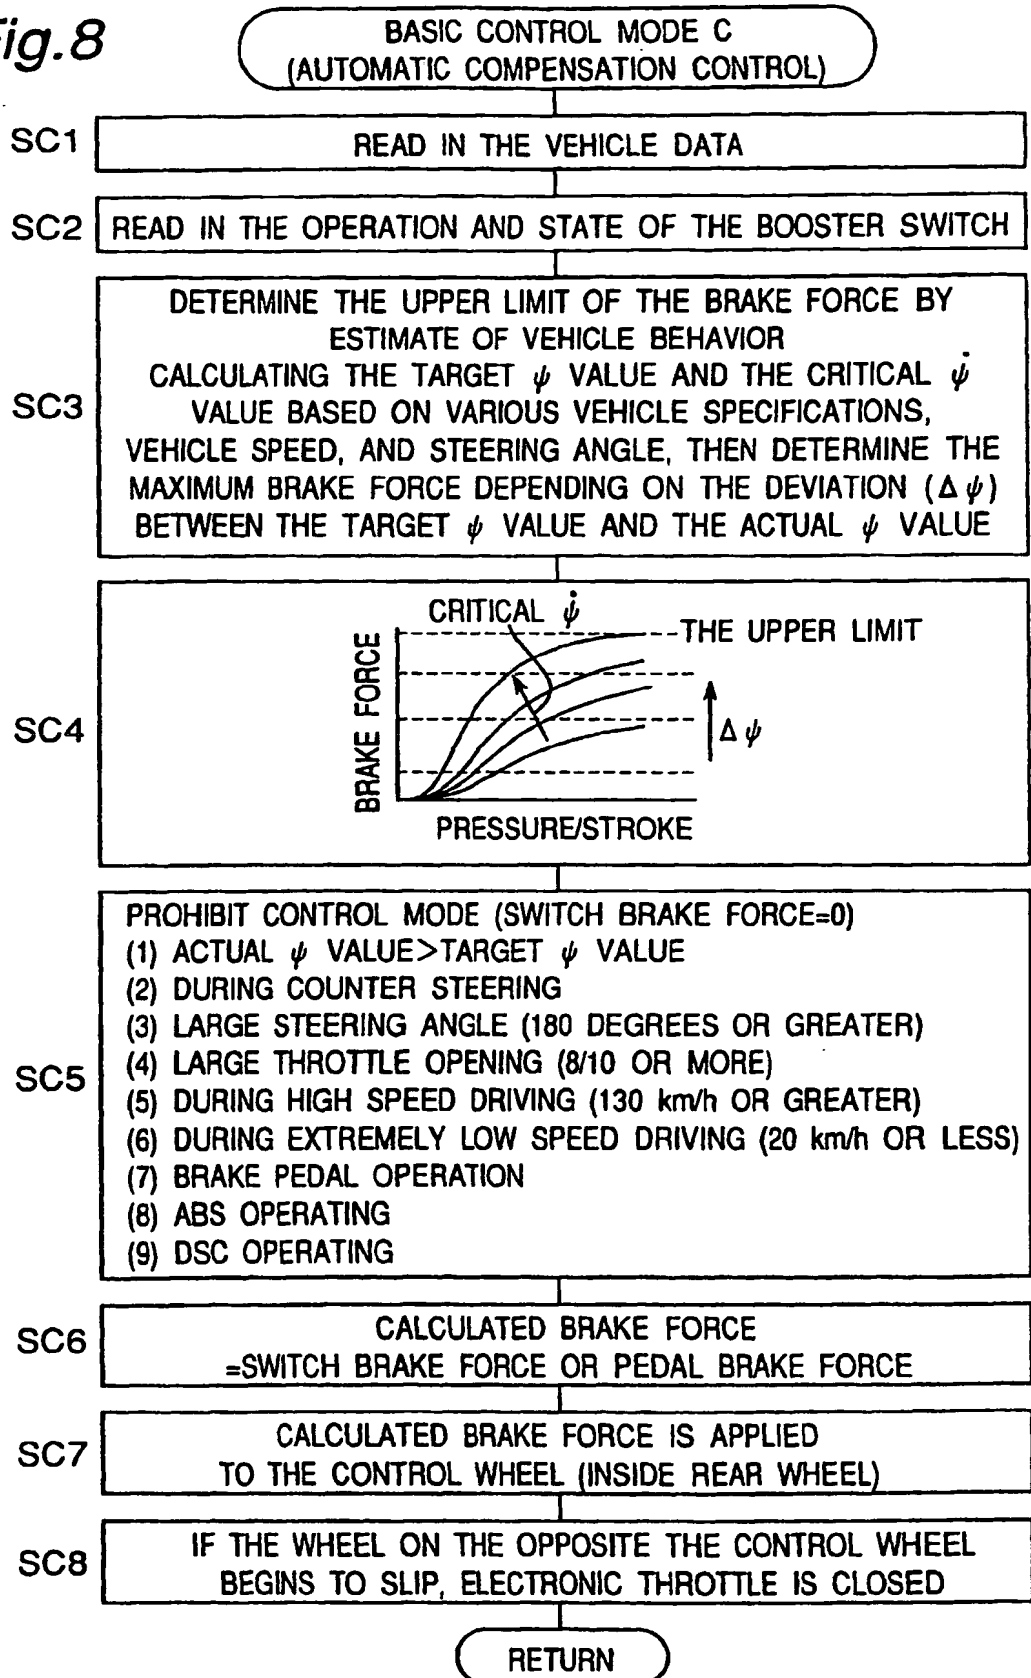 Fig.8
BASIC CONTROL MODE C
(AUTOMATIC COMPENSATION CONTROL)
SC1
READ IN THE VEHICLE DATA
SC2
READ IN THE OPERATION AND STATE OF THE BOOSTER SWITCH
SC3
DETERMINE THE UPPER LIMIT OF THE BRAKE FORCE BY
ESTIMATE OF VEHICLE BEHAVIOR
CALCULATING THE TARGET ψ VALUE AND THE CRITICAL ψ̇
VALUE BASED ON VARIOUS VEHICLE SPECIFICATIONS,
VEHICLE SPEED, AND STEERING ANGLE, THEN DETERMINE THE
MAXIMUM BRAKE FORCE DEPENDING ON THE DEVIATION (Δψ)
BETWEEN THE TARGET ψ VALUE AND THE ACTUAL ψ VALUE
SC4
CRITICAL ψ̇
THE UPPER LIMIT
BRAKE FORCE
Δψ
PRESSURE/STROKE
SC5
PROHIBIT CONTROL MODE (SWITCH BRAKE FORCE=0)
(1) ACTUAL ψ VALUE>TARGET ψ VALUE
(2) DURING COUNTER STEERING
(3) LARGE STEERING ANGLE (180 DEGREES OR GREATER)
(4) LARGE THROTTLE OPENING (8/10 OR MORE)
(5) DURING HIGH SPEED DRIVING (130 km/h OR GREATER)
(6) DURING EXTREMELY LOW SPEED DRIVING (20 km/h OR LESS)
(7) BRAKE PEDAL OPERATION
(8) ABS OPERATING
(9) DSC OPERATING
SC6
CALCULATED BRAKE FORCE
=SWITCH BRAKE FORCE OR PEDAL BRAKE FORCE
SC7
CALCULATED BRAKE FORCE IS APPLIED
TO THE CONTROL WHEEL (INSIDE REAR WHEEL)
SC8
IF THE WHEEL ON THE OPPOSITE THE CONTROL WHEEL
BEGINS TO SLIP, ELECTRONIC THROTTLE IS CLOSED
RETURN